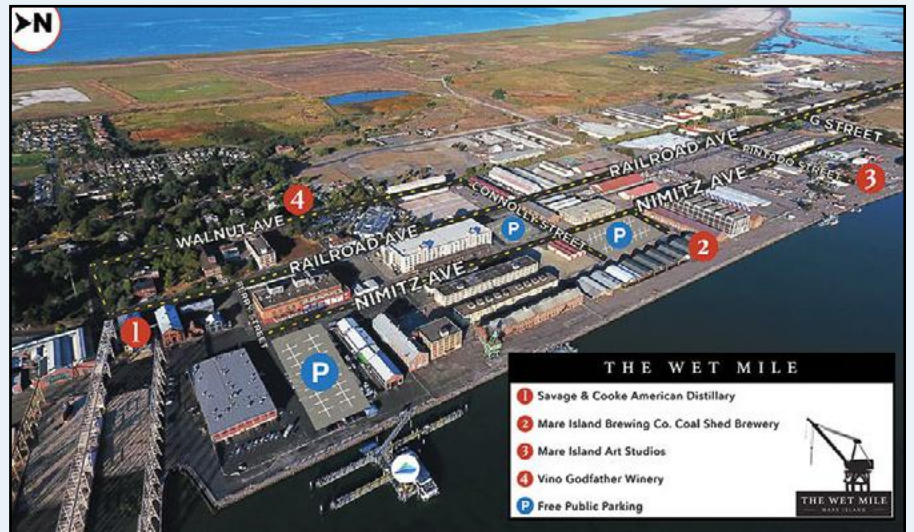 N
WALNUT AVE
4
RAILROAD AVE
RAILROAD AVE
G STREET
PINTADO STREET
3
CONNOLLY STREET
P
NIMITZ AVE
P
2
NIMITZ AVE
FERRY STREET
1
P
THE WET MILE
1 Savage & Cooke American Distillery
2 Mare Island Brewing Co. Coal Shed Brewery
3 Mare Island Art Studios
4 Vino Godfather Winery
P Free Public Parking
THE WET MILE
MARE ISLAND